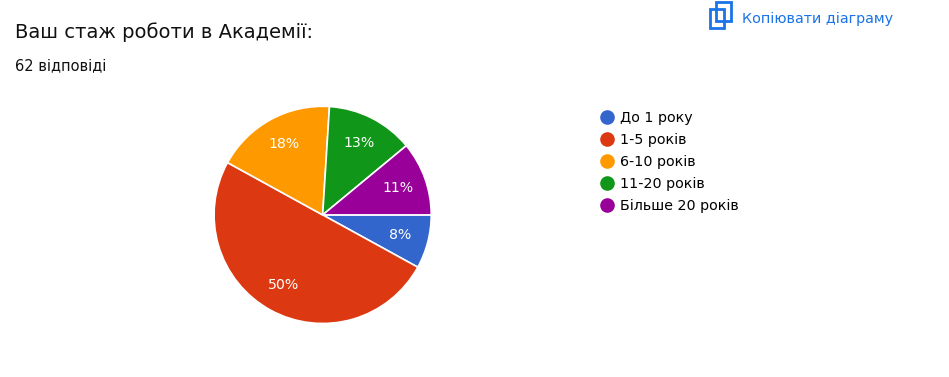 Ваш стаж роботи в Академії:
Копіювати діаграму
62 відповіді
До 1 року
1-5 років
6-10 років
11-20 років
Більше 20 років
18%
13%
11%
8%
50%